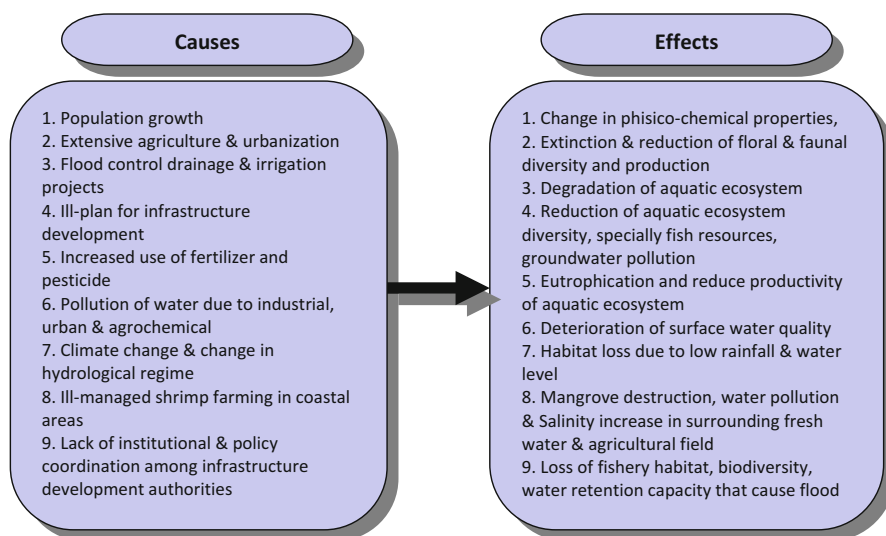 Causes
1. Population growth
2. Extensive agriculture & urbanization
3. Flood control drainage & irrigation
projects
4. Ill-plan for infrastructure
development
5. Increased use of fertilizer and
pesticide
6. Pollution of water due to industrial,
urban & agrochemical
7. Climate change & change in
hydrological regime
8. Ill-managed shrimp farming in coastal
areas
9. Lack of institutional & policy
coordination among infrastructure
development authorities
Effects
1. Change in phisico-chemical properties,
2. Extinction & reduction of floral & faunal
diversity and production
3. Degradation of aquatic ecosystem
4. Reduction of aquatic ecosystem
diversity, specially fish resources,
groundwater pollution
5. Eutrophication and reduce productivity
of aquatic ecosystem
6. Deterioration of surface water quality
7. Habitat loss due to low rainfall & water
level
8. Mangrove destruction, water pollution
& Salinity increase in surrounding fresh
water & agricultural field
9. Loss of fishery habitat, biodiversity,
water retention capacity that cause flood